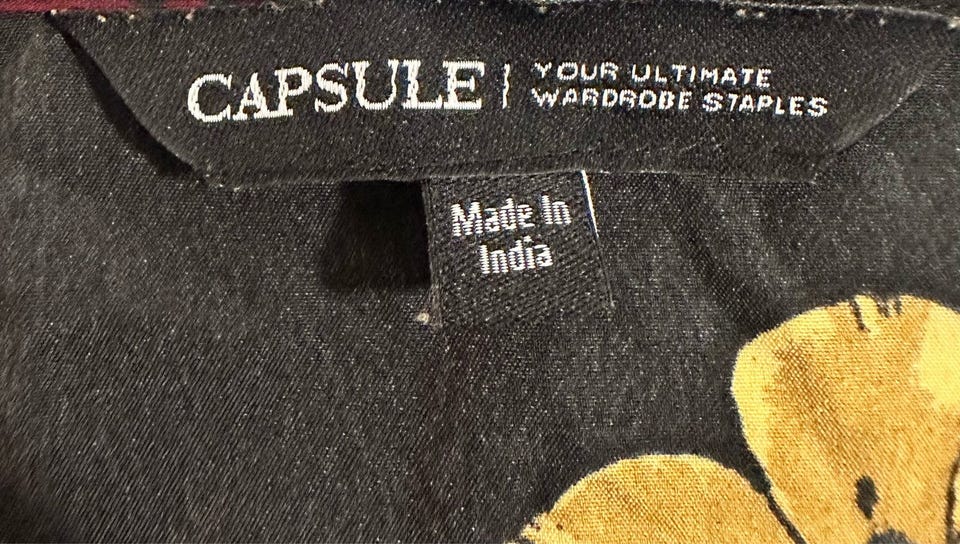 CAPSULE | YOUR ULTIMATE
WARDROBE STAPLES
Made In
India